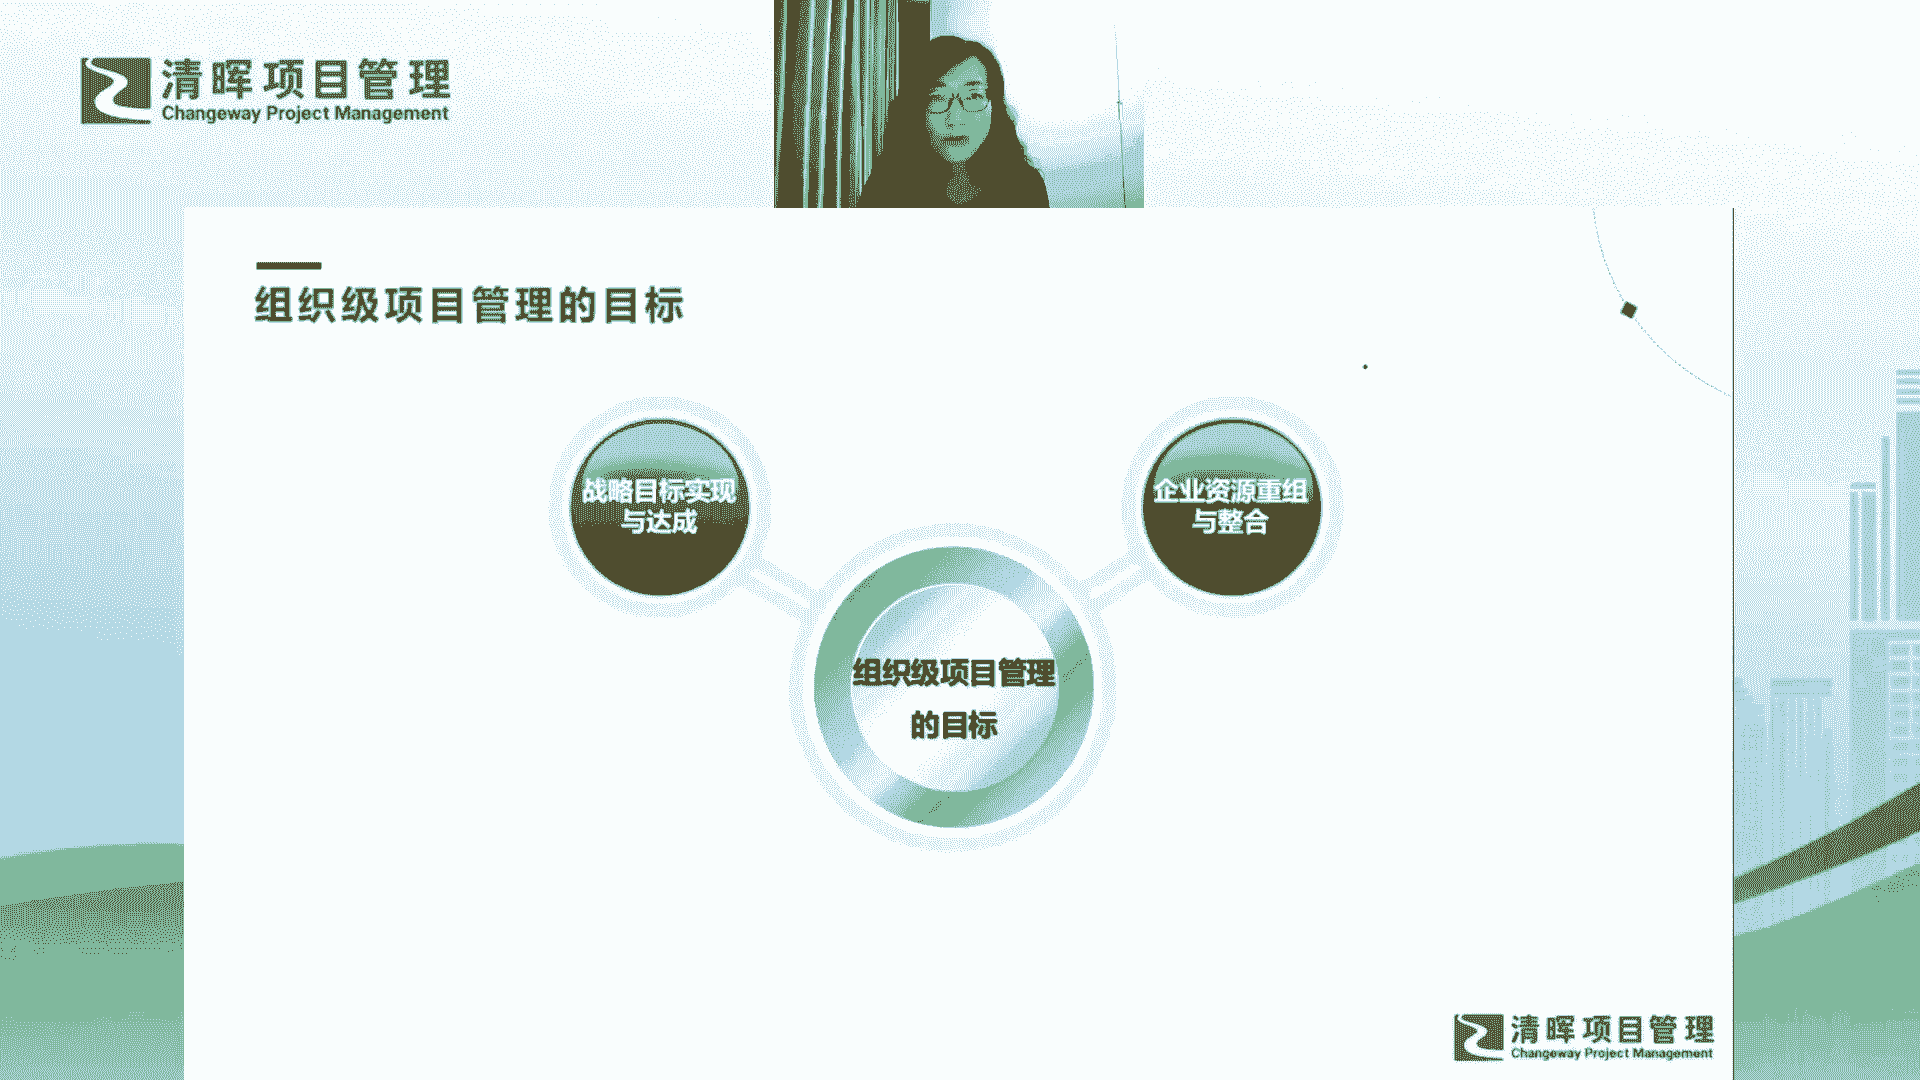 清晖项目管理
Changeway Project Management
组织级项目管理的目标
战略目标实现
与达成
企业资源重组
与整合
组织级项目管理
的目标
清晖项目管理
Changeway Project Management